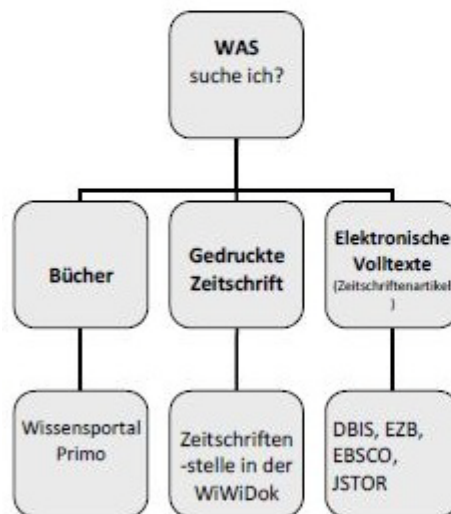 WAS
suche ich?
Bücher
Gedruckte
Zeitschrift
Elektronische
Volltexte
(Zeitschriftenartikel
)
Wissensportal
Primo
Zeitschriften
-stelle in der
WiWiDok
DBIS, EZB,
EBSCO,
JSTOR